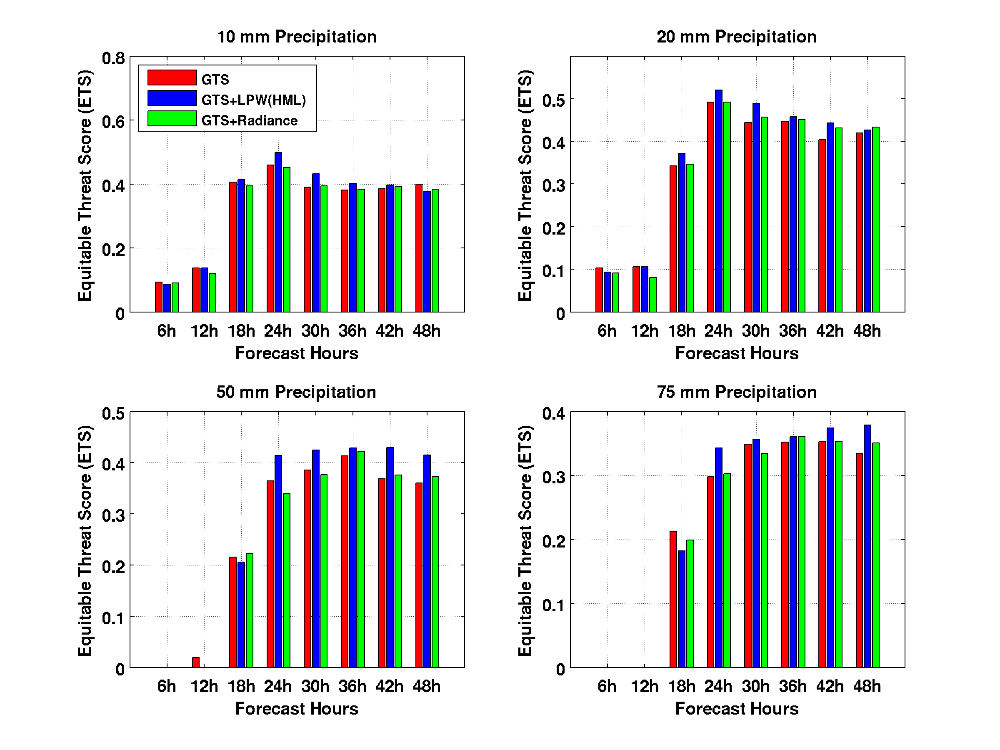 10 mm Precipitation
Equitable Threat Score (ETS)
0.8
0.6
0.4
0.2
0
GTS
GTS+LPW(HML)
GTS+Radiance
6h 12h 18h 24h 30h 36h 42h 48h
Forecast Hours
20 mm Precipitation
Equitable Threat Score (ETS)
0.5
0.4
0.3
0.2
0.1
0
6h 12h 18h 24h 30h 36h 42h 48h
Forecast Hours
50 mm Precipitation
Equitable Threat Score (ETS)
0.5
0.4
0.3
0.2
0.1
0
6h 12h 18h 24h 30h 36h 42h 48h
Forecast Hours
75 mm Precipitation
Equitable Threat Score (ETS)
0.4
0.3
0.2
0.1
0
6h 12h 18h 24h 30h 36h 42h 48h
Forecast Hours